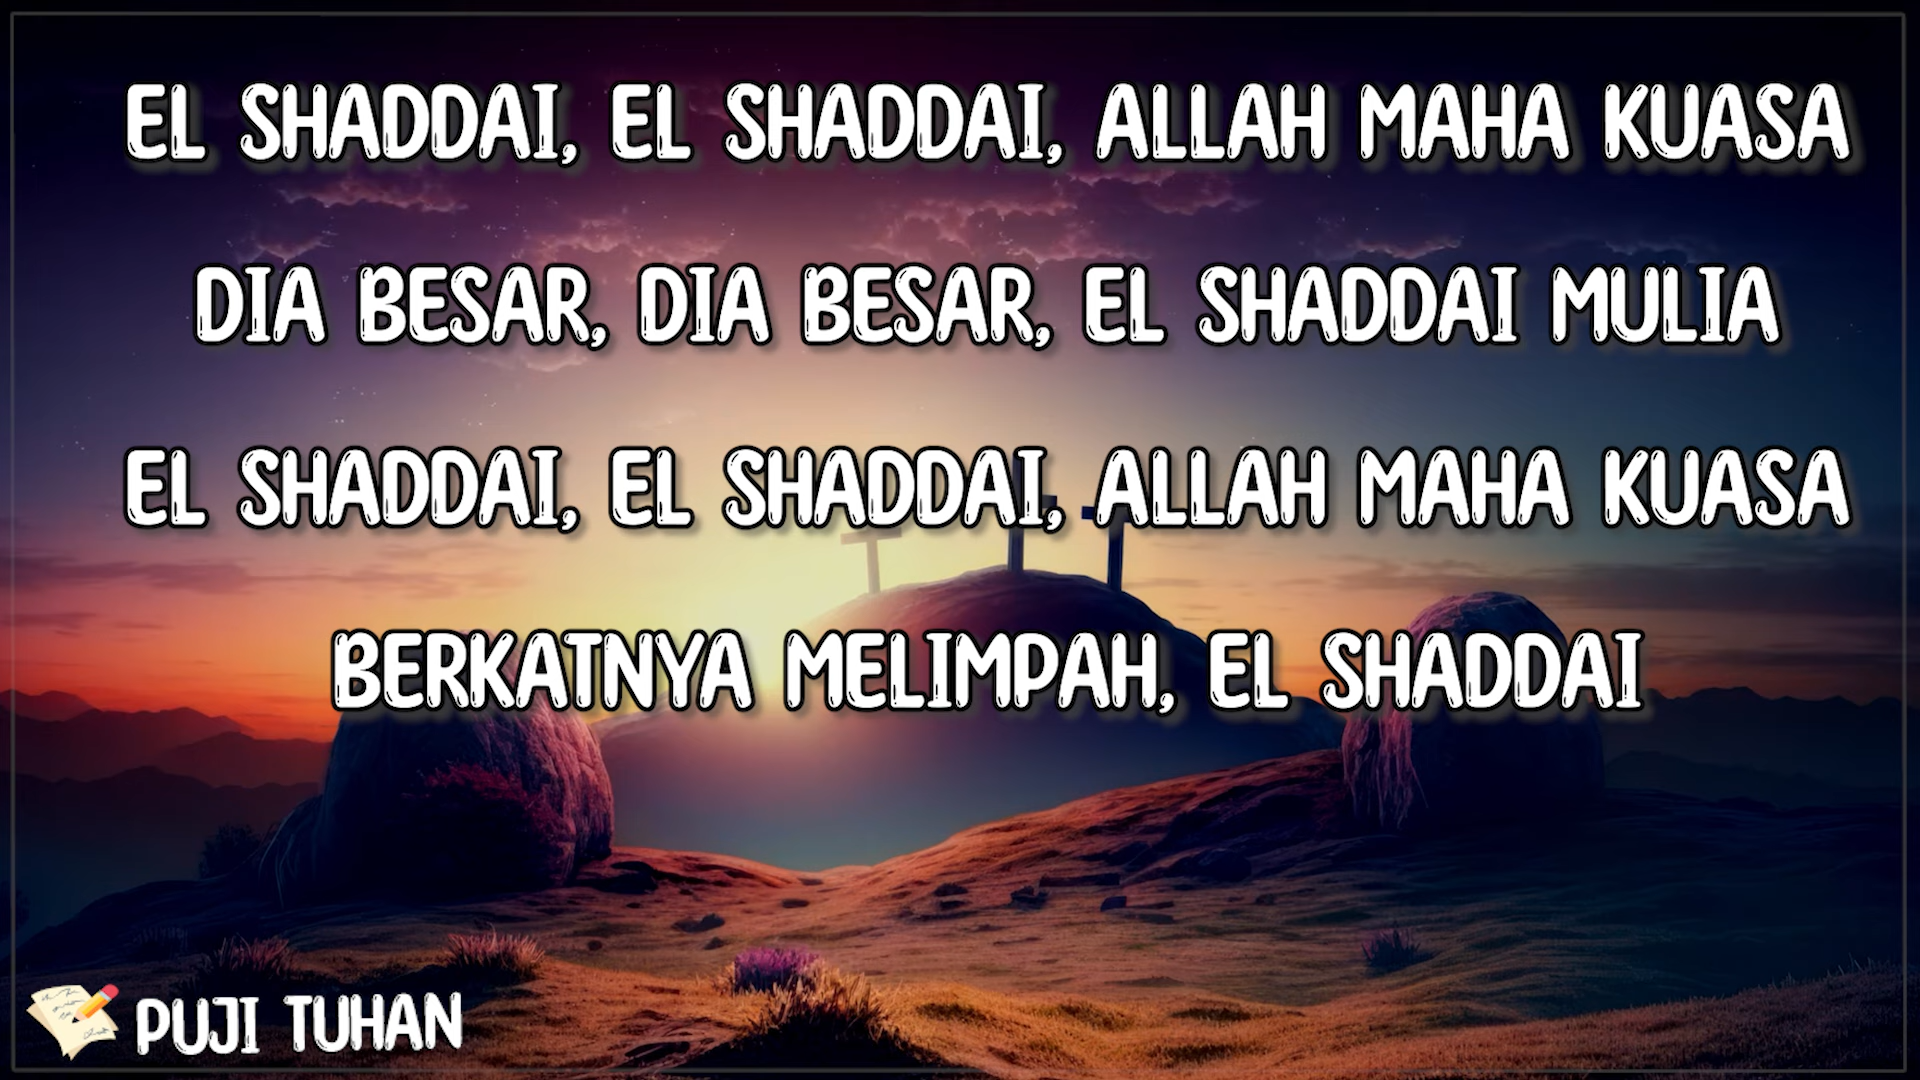 EL SHADDAI, EL SHADDAI, ALLAH MAHA KUASA
DIA BESAR, DIA BESAR, EL SHADDAI MULIA
EL SHADDAI, EL SHADDAI, ALLAH MAHA KUASA
BERKATNYA MELIMPAH, EL SHADDAI
PUJI TUHAN